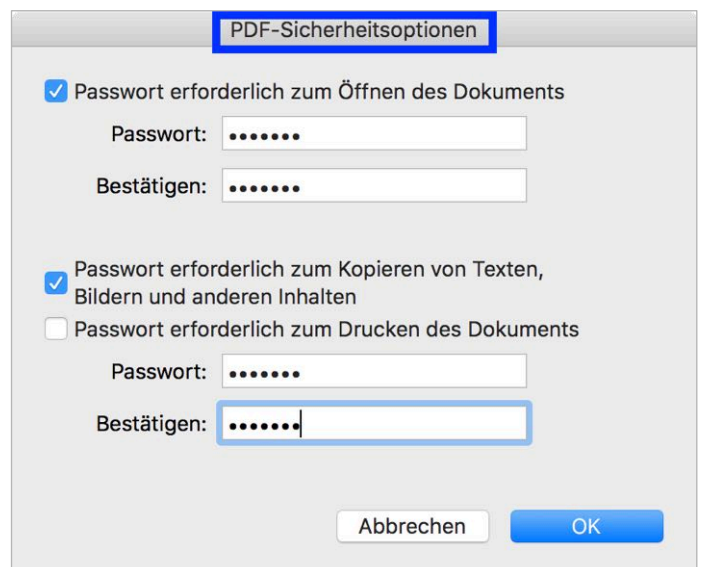 PDF-Sicherheitsoptionen
Passwort erforderlich zum Öffnen des Dokuments
Passwort: •••••••
Bestätigen: •••••••
Passwort erforderlich zum Kopieren von Texten,
Bildern und anderen Inhalten
Passwort erforderlich zum Drucken des Dokuments
Passwort: •••••••
Bestätigen: •••••••
Abbrechen OK